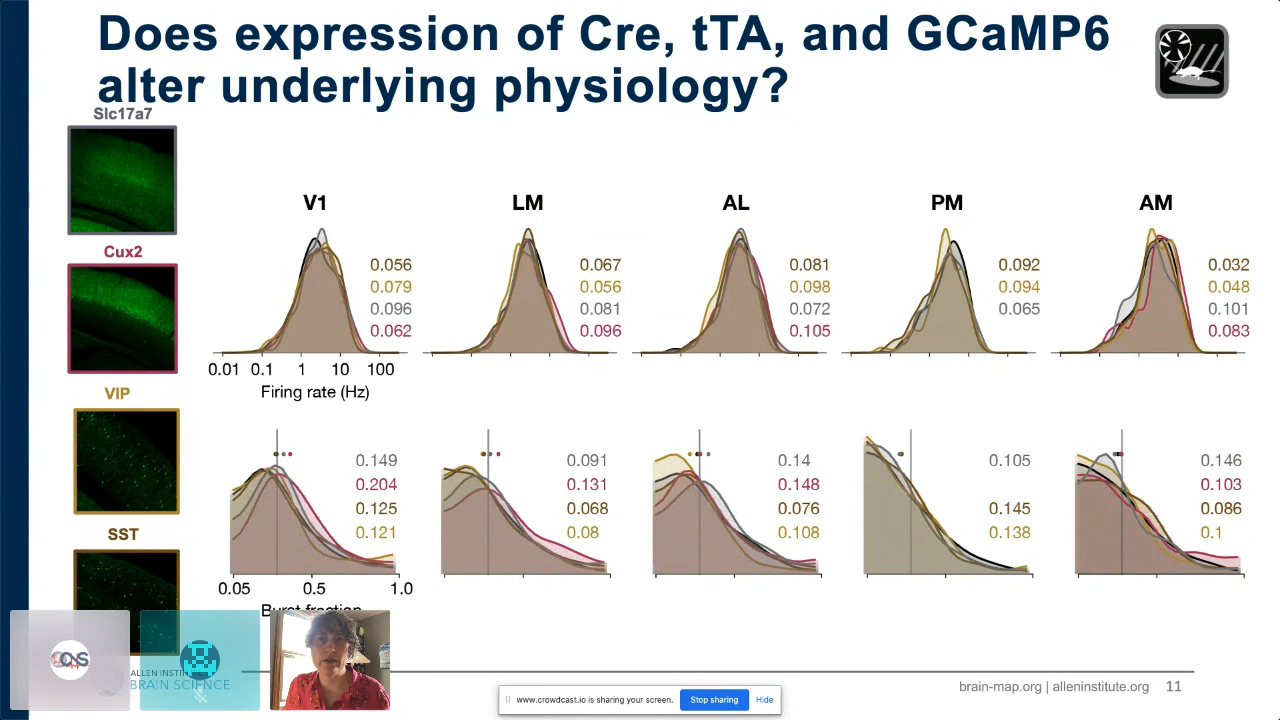 Does expression of Cre, tTA, and GCaMP6
alter underlying physiology?
Slc17a7
Cux2
VIP
SST
V1
LM
AL
PM
AM
0.056
0.079
0.096
0.062
0.067
0.056
0.081
0.096
0.081
0.098
0.072
0.105
0.092
0.094
0.065
0.032
0.048
0.101
0.083
0.01 0.1 1 10 100
Firing rate (Hz)
0.149
0.204
0.125
0.121
0.091
0.131
0.068
0.08
0.14
0.148
0.076
0.108
0.105
0.145
0.138
0.146
0.103
0.086
0.1
0.05 0.5 1.0
Burst fraction
ALLEN INSTIT
BRAIN SCIENCE
brain-map.org | alleninstitute.org 11
www.crowdcast.io is sharing your screen. Stop sharing Hide